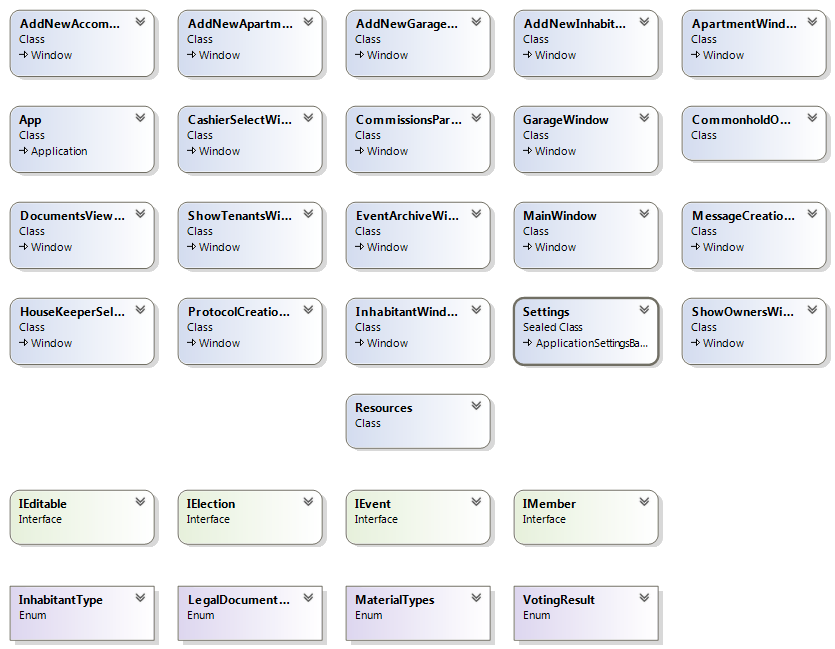 AddNewAccom...
Class
Window
AddNewApartm...
Class
Window
AddNewGarage...
Class
Window
AddNewInhabit...
Class
Window
ApartmentWind...
Class
Window
App
Class
Application
CashierSelectWi...
Class
Window
CommissionsPar...
Class
Window
GarageWindow
Class
Window
CommonholdO...
Class
DocumentsView...
Class
Window
ShowTenantsWi...
Class
Window
EventArchiveWi...
Class
Window
MainWindow
Class
Window
MessageCreatio...
Class
Window
HouseKeeperSel...
Class
Window
ProtocolCreatio...
Class
Window
InhabitantWind...
Class
Window
Settings
Sealed Class
ApplicationSettingsBa...
ShowOwnersWi...
Class
Window
Resources
Class
IEditable
Interface
IElection
Interface
IEvent
Interface
IMember
Interface
InhabitantType
Enum
LegalDocument...
Enum
MaterialTypes
Enum
VotingResult
Enum